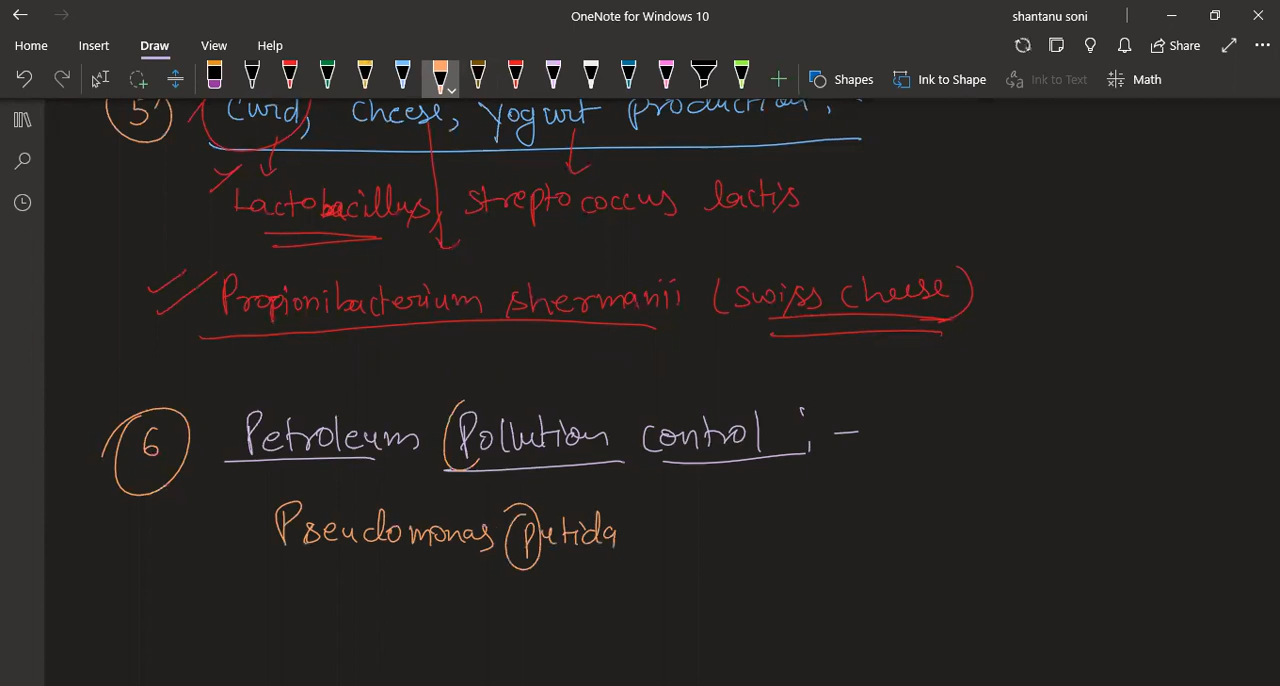 OneNote for Windows 10
shantanu soni
Home Insert Draw View Help
Share
Shapes Ink to Shape Ink to Text Math
5 Curd, cheese, yogurt production :
Lactobacillus, streptococcus lactis
Propionibacterium shermanii (swiss cheese)
6 Petroleum Pollution control :-
Pseudomonas putida